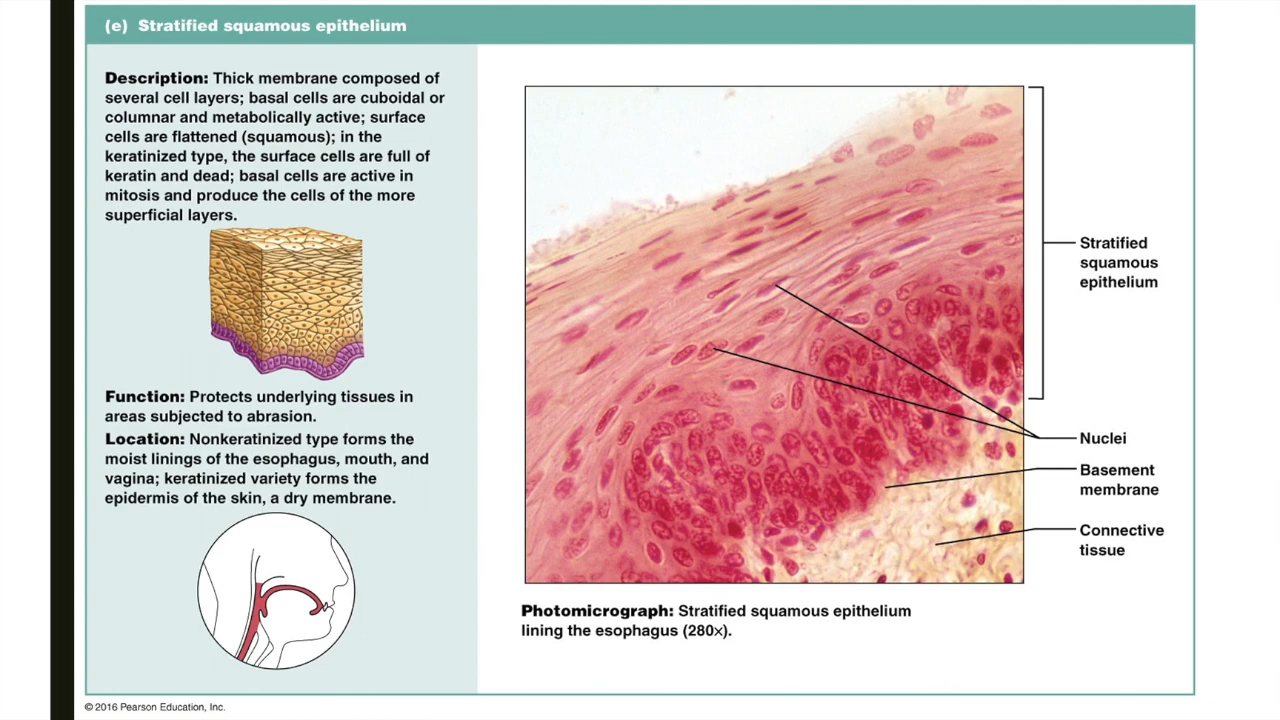 (e) Stratified squamous epithelium
Description: Thick membrane composed of
several cell layers; basal cells are cuboidal or
columnar and metabolically active; surface
cells are flattened (squamous); in the
keratinized type, the surface cells are full of
keratin and dead; basal cells are active in
mitosis and produce the cells of the more
superficial layers.
Function: Protects underlying tissues in
areas subjected to abrasion.
Location: Nonkeratinized type forms the
moist linings of the esophagus, mouth, and
vagina; keratinized variety forms the
epidermis of the skin, a dry membrane.
Stratified
squamous
epithelium
Nuclei
Basement
membrane
Connective
tissue
Photomicrograph: Stratified squamous epithelium
lining the esophagus (280×).
© 2016 Pearson Education, Inc.